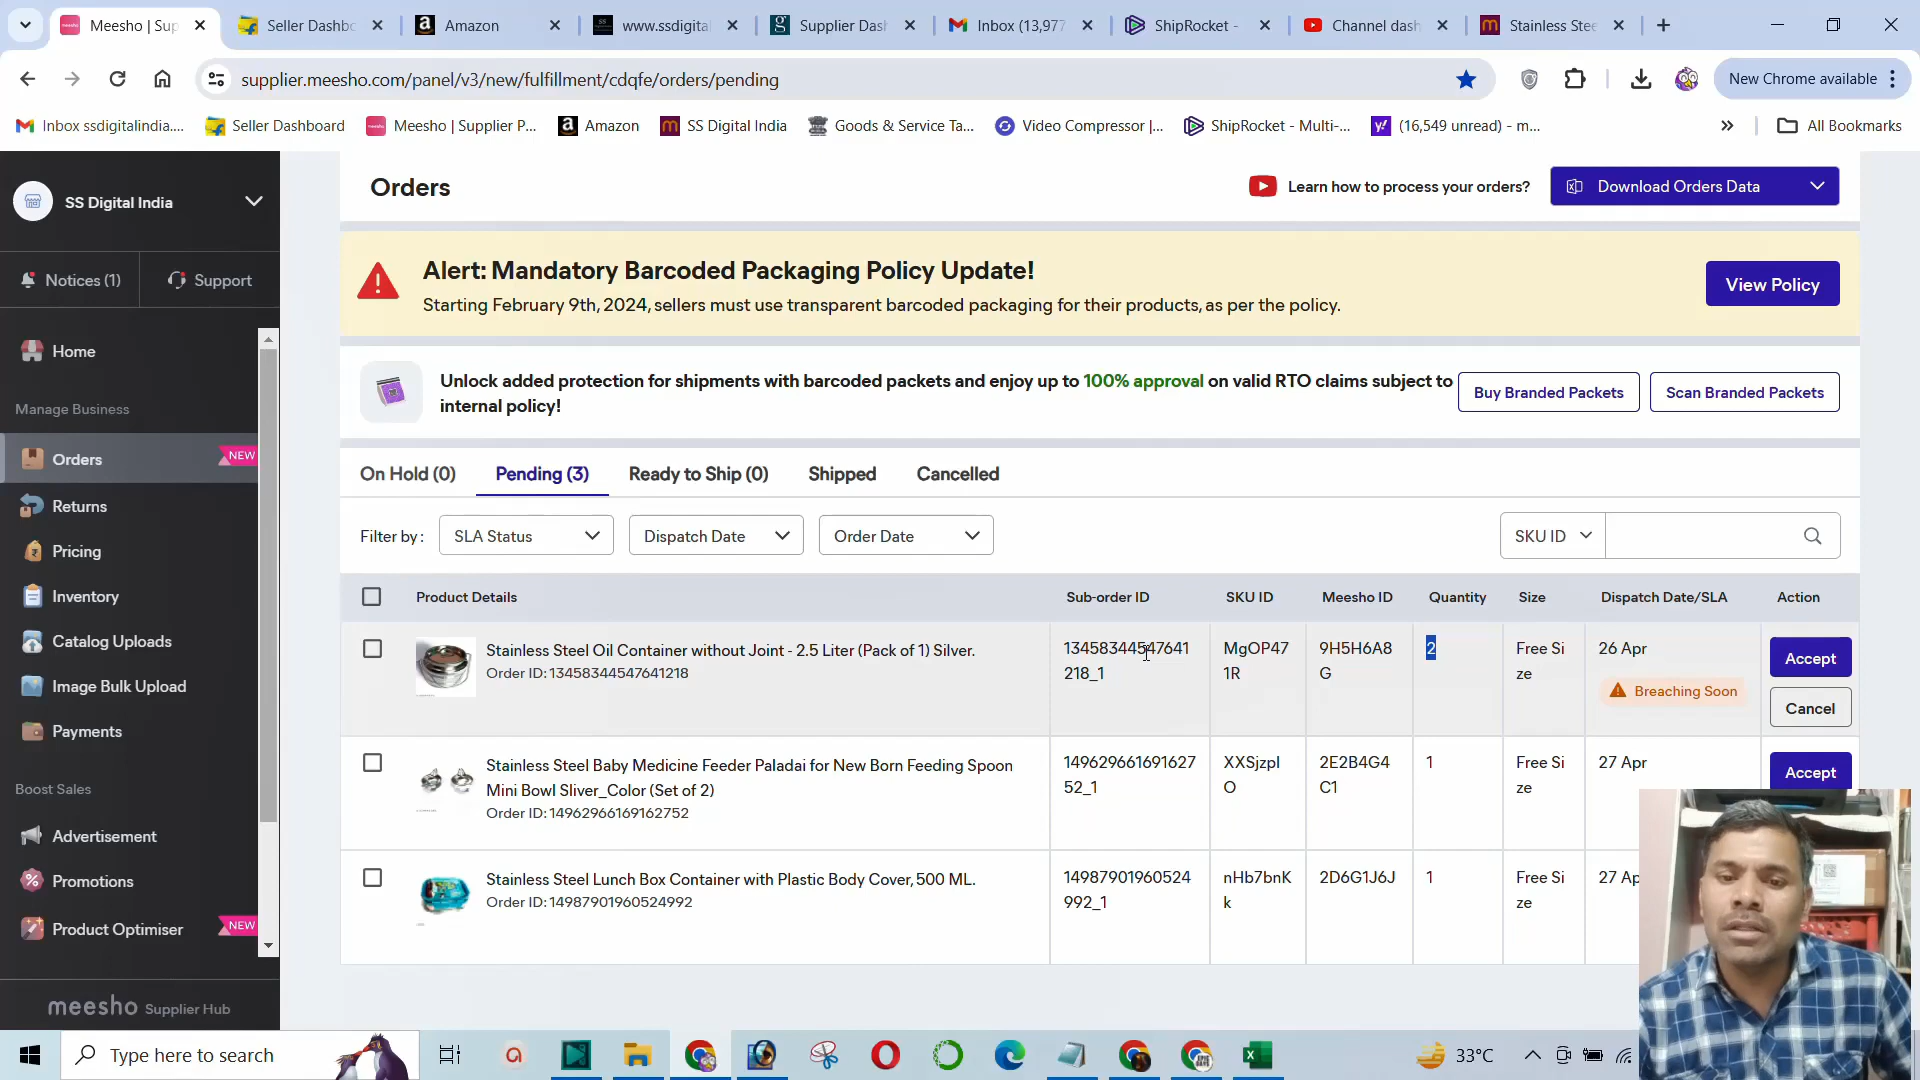 Meesho | Sup
Seller Dashbo
Amazon
www.ssdigital
Supplier Das
Inbox (13,977
ShipRocket -
Channel dash
Stainless Stee
supplier.meesho.com/panel/v3/new/fulfillment/cdqfe/orders/pending
New Chrome available
Inbox ssdigitalindia....
Seller Dashboard
Meesho | Supplier P...
Amazon
SS Digital India
Goods & Service Ta...
Video Compressor |...
ShipRocket - Multi-...
(16,549 unread) - m...
All Bookmarks
SS Digital India
Notices (1)
Support
Home
Manage Business
Orders
NEW
Returns
Pricing
Inventory
Catalog Uploads
Image Bulk Upload
Payments
Boost Sales
Advertisement
Promotions
Product Optimiser
NEW
meesho Supplier Hub
Orders
Learn how to process your orders?
Download Orders Data
Alert: Mandatory Barcoded Packaging Policy Update!
Starting February 9th, 2024, sellers must use transparent barcoded packaging for their products, as per the policy.
View Policy
Unlock added protection for shipments with barcoded packets and enjoy up to 100% approval on valid RTO claims subject to
internal policy!
Buy Branded Packets
Scan Branded Packets
On Hold (0)
Pending (3)
Ready to Ship (0)
Shipped
Cancelled
Filter by:
SLA Status
Dispatch Date
Order Date
SKU ID
Product Details
Sub-order ID
SKU ID
Meesho ID
Quantity
Size
Dispatch Date/SLA
Action
Stainless Steel Oil Container without Joint - 2.5 Liter (Pack of 1) Silver.
Order ID: 13458344547641218
13458344547641
218_1
MgOP47
1R
9H5H6A8
G
2
Free Si
ze
26 Apr
Breaching Soon
Accept
Cancel
Stainless Steel Baby Medicine Feeder Paladai for New Born Feeding Spoon
Mini Bowl Sliver_Color (Set of 2)
Order ID: 14962966169162752
149629661691627
52_1
XXSjzpI
O
2E2B4G4
C1
1
Free Si
ze
27 Apr
Accept
Stainless Steel Lunch Box Container with Plastic Body Cover, 500 ML.
Order ID: 14987901960524992
14987901960524
992_1
nHb7bnK
k
2D6G1J6J
1
Free Si
ze
27 Ap
Type here to search
33°C